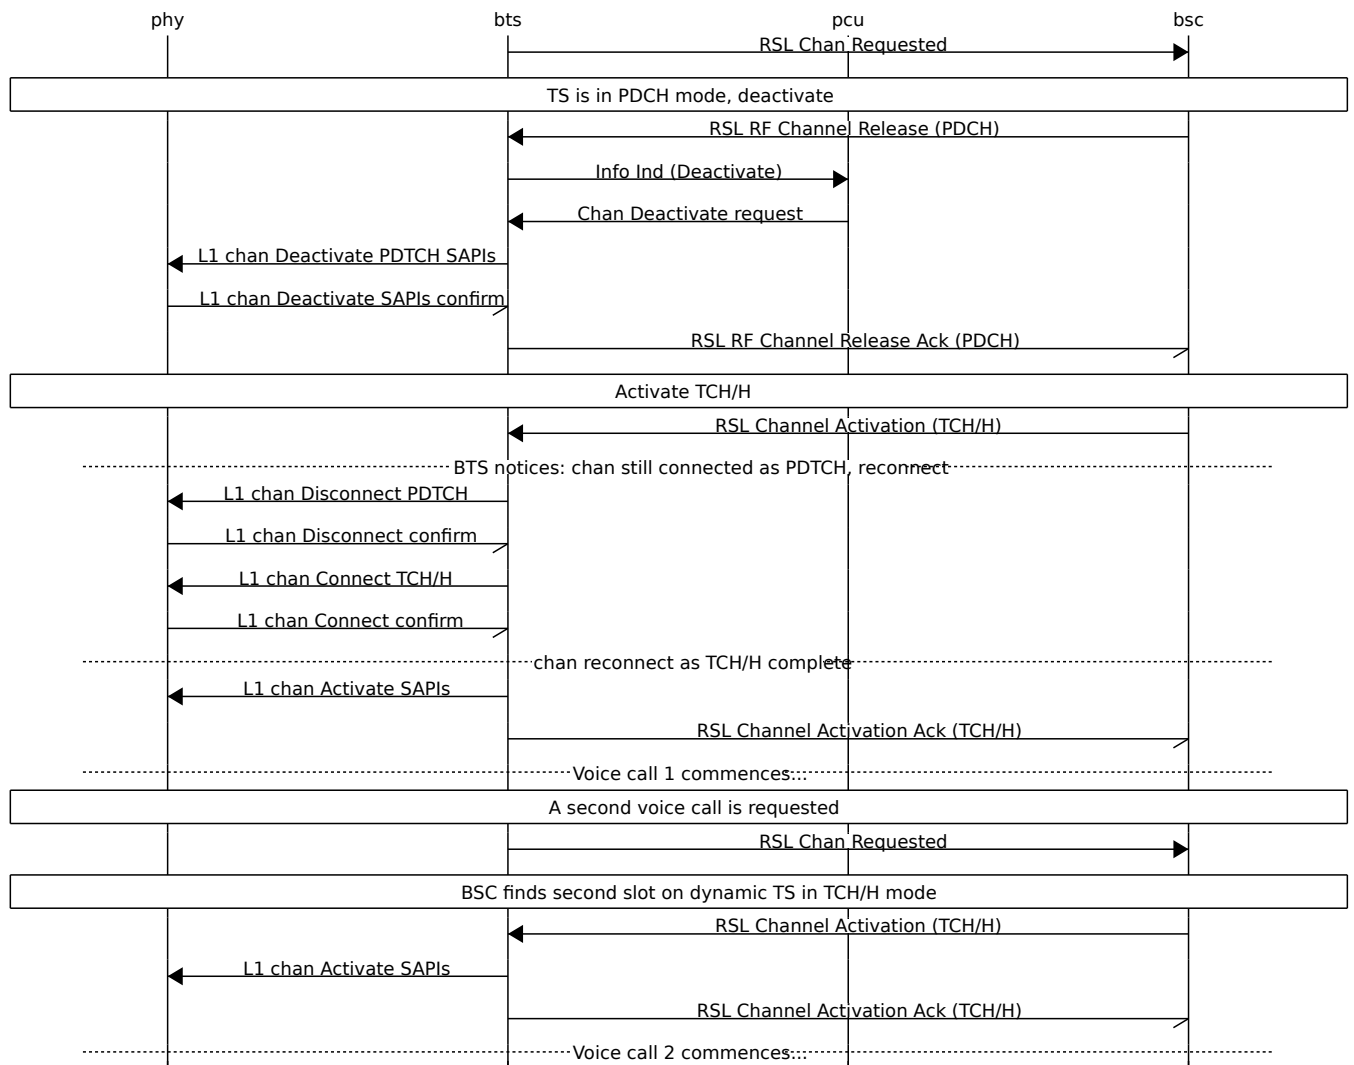 phy bts pcu bsc
RSL Chan Requested
TS is in PDCH mode, deactivate
RSL RF Channel Release (PDCH)
Info Ind (Deactivate)
Chan Deactivate request
L1 chan Deactivate PDTCH SAPIs
L1 chan Deactivate SAPIs confirm
RSL RF Channel Release Ack (PDCH)
Activate TCH/H
RSL Channel Activation (TCH/H)
BTS notices: chan still connected as PDTCH, reconnect
L1 chan Disconnect PDTCH
L1 chan Disconnect confirm
L1 chan Connect TCH/H
L1 chan Connect confirm
chan reconnect as TCH/H complete
L1 chan Activate SAPIs
RSL Channel Activation Ack (TCH/H)
Voice call 1 commences...
A second voice call is requested
RSL Chan Requested
BSC finds second slot on dynamic TS in TCH/H mode
RSL Channel Activation (TCH/H)
L1 chan Activate SAPIs
RSL Channel Activation Ack (TCH/H)
Voice call 2 commences...